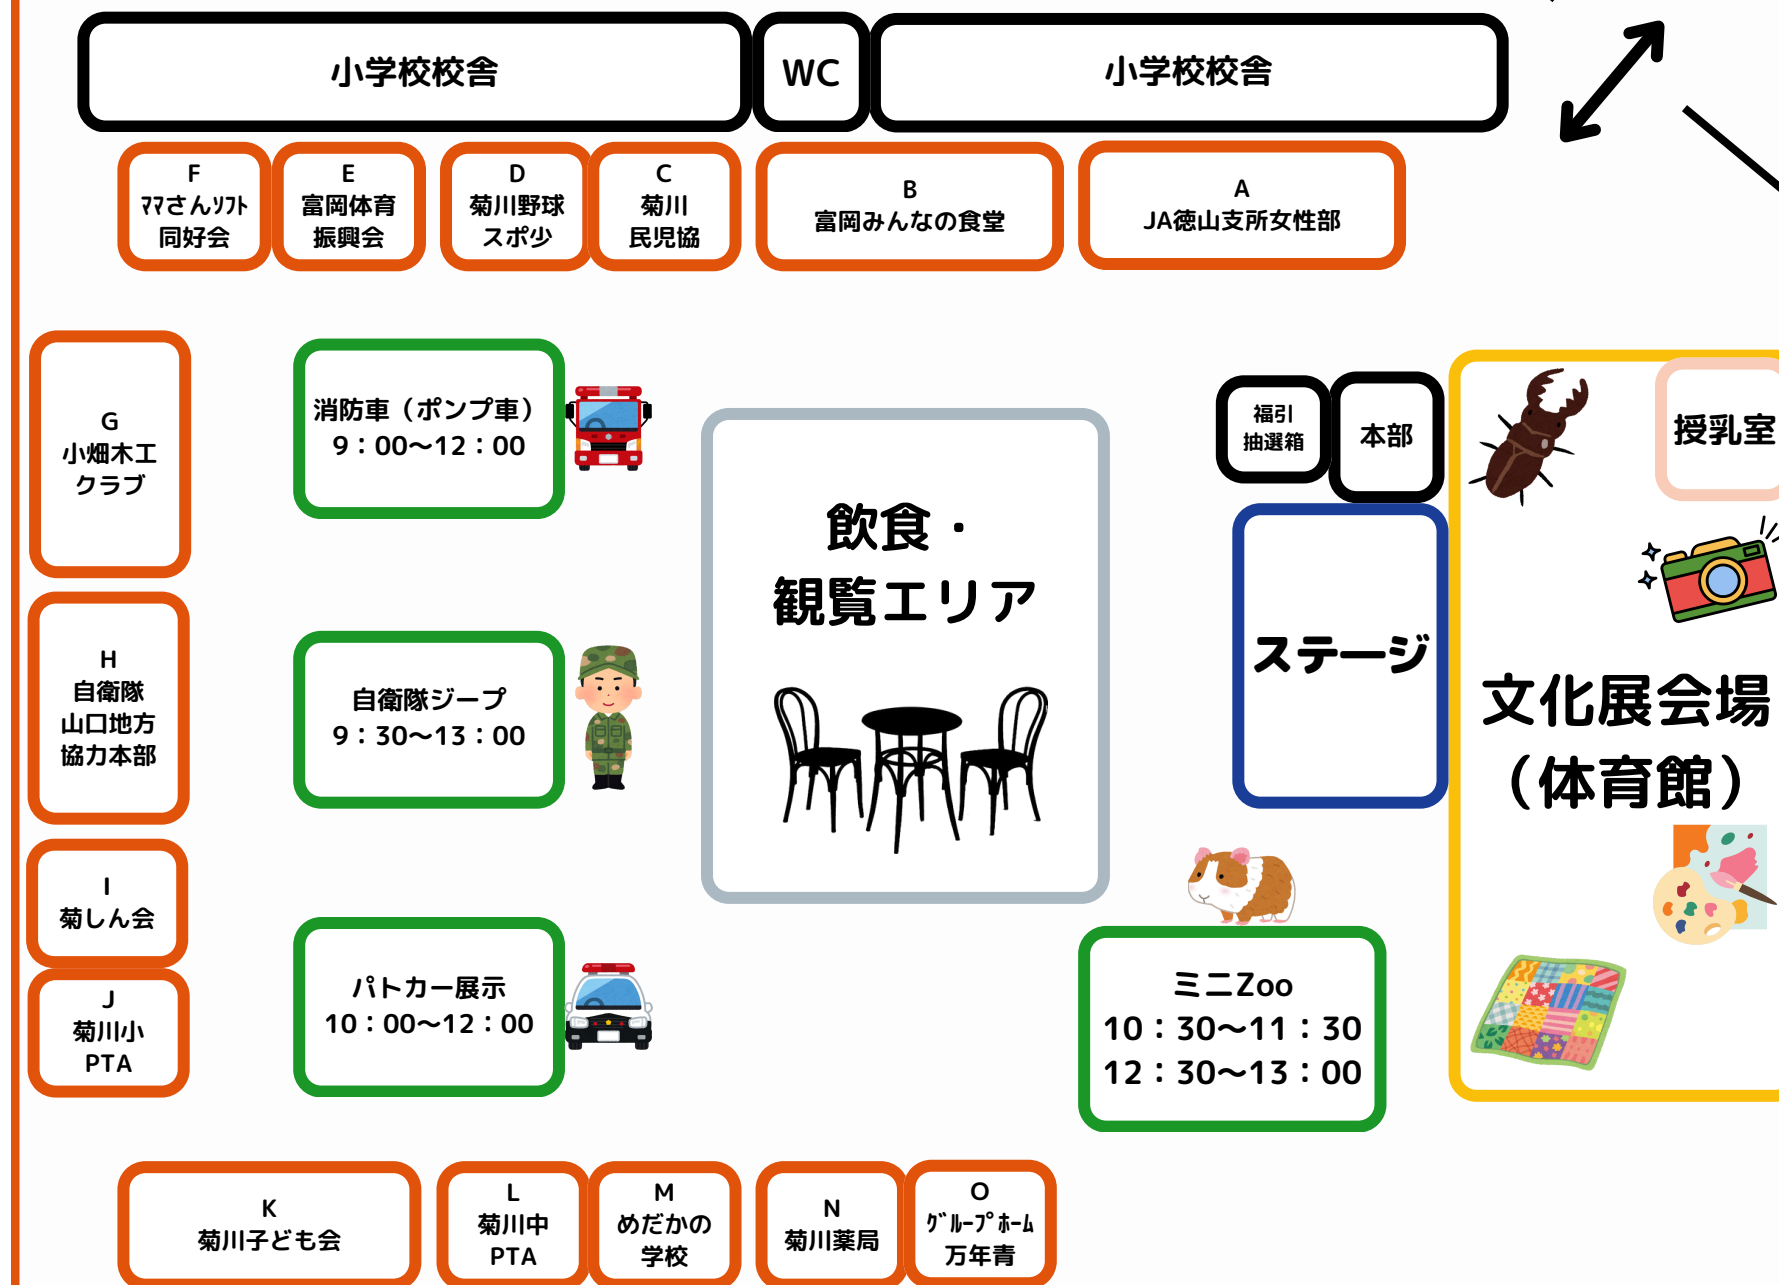 小学校校舎
WC
小学校校舎
F
ママさんソフト
同好会
E
富岡体育
振興会
D
菊川野球
スポ少
C
菊川
民児協
B
富岡みんなの食堂
A
JA徳山支所女性部
G
小畑木工
クラブ
消防車（ポンプ車）
9：00～12：00
福引
抽選箱
本部
授乳室
飲食・
観覧エリア
H
自衛隊
山口地方
協力本部
自衛隊ジープ
9：30～13：00
ステージ
文化展会場
（体育館）
I
菊しん会
J
菊川小
PTA
パトカー展示
10：00～12：00
ミニZoo
10：30～11：30
12：30～13：00
K
菊川子ども会
L
菊川中
PTA
M
めだかの
学校
N
菊川薬局
O
グループホーム
万年青